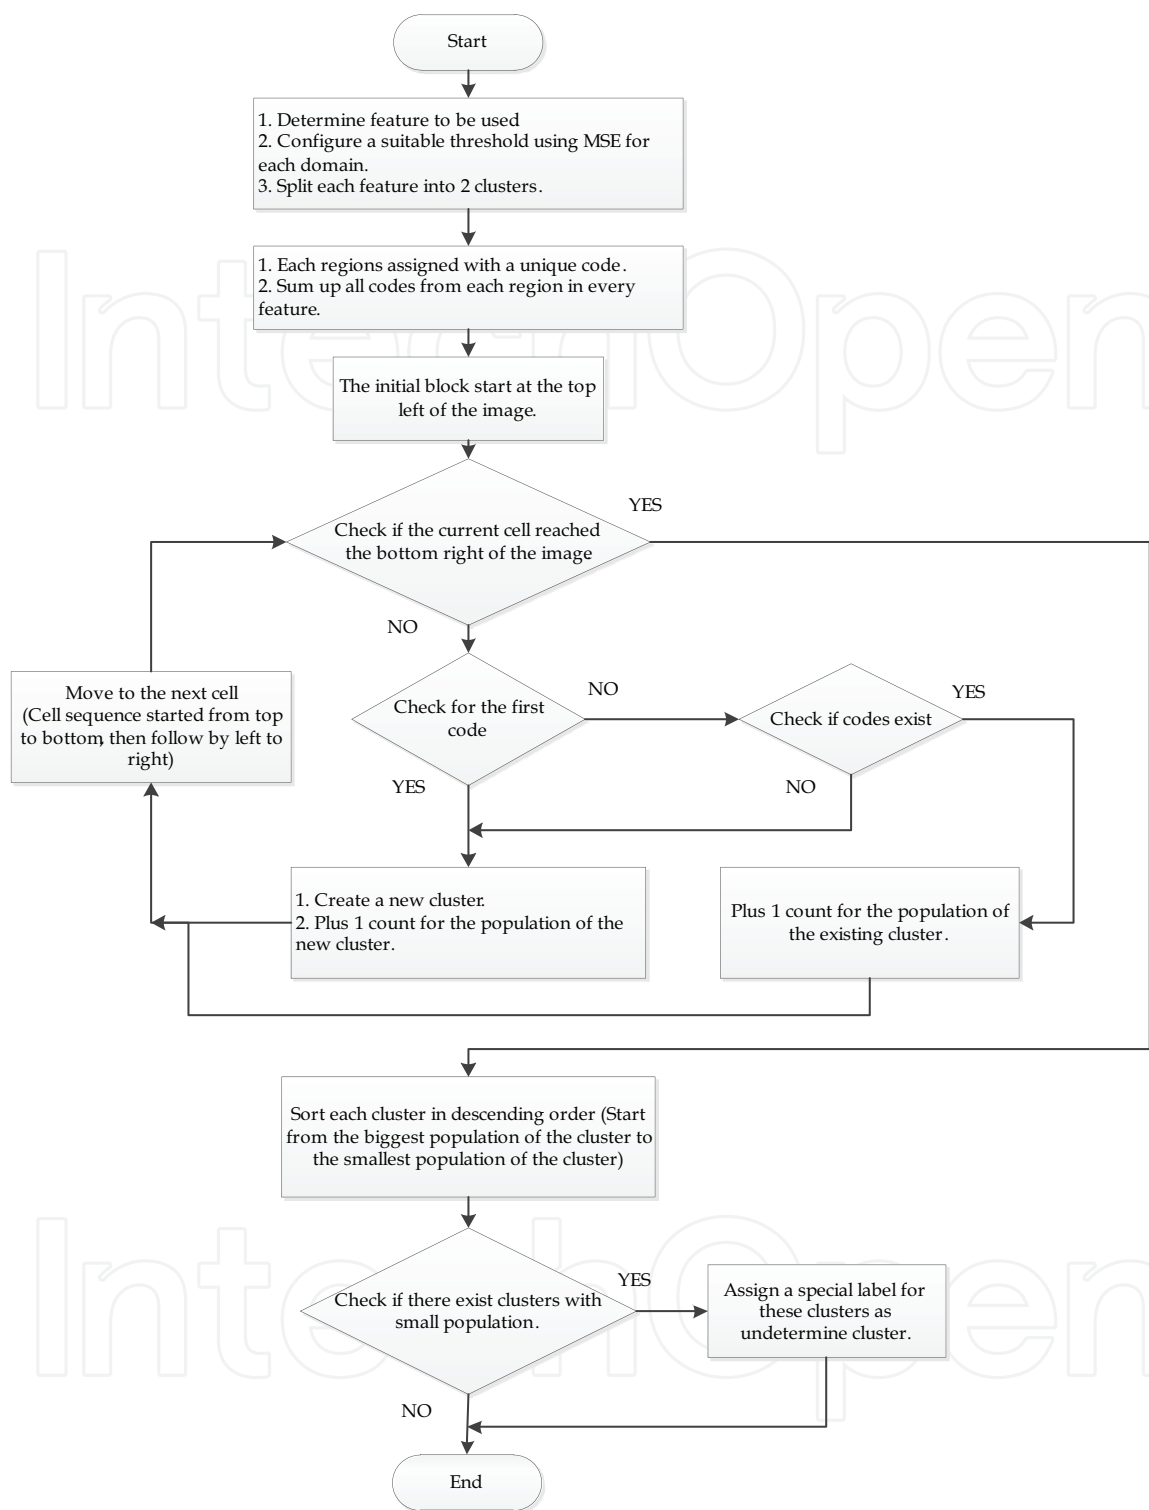 Start
1. Determine feature to be used
2. Configure a suitable threshold using MSE for
each domain.
3. Split each feature into 2 clusters.
1. Each regions assigned with a unique code.
2. Sum up all codes from each region in every
feature.
The initial block start at the top
left of the image.
YES
Check if the current cell reached
the bottom right of the image
NO
Move to the next cell
(Cell sequence started from top
to bottom, then follow by left to
right)
Check for the first
code
NO
Check if codes exist
YES
YES
NO
1. Create a new cluster.
2. Plus 1 count for the population of the
new cluster.
Plus 1 count for the population of
the existing cluster.
Sort each cluster in descending order (Start
from the biggest population of the cluster to
the smallest population of the cluster)
Check if there exist clusters with
small population.
YES
Assign a special label for
these clusters as
undetermine cluster.
NO
End
IntechOpen
IntechOpen